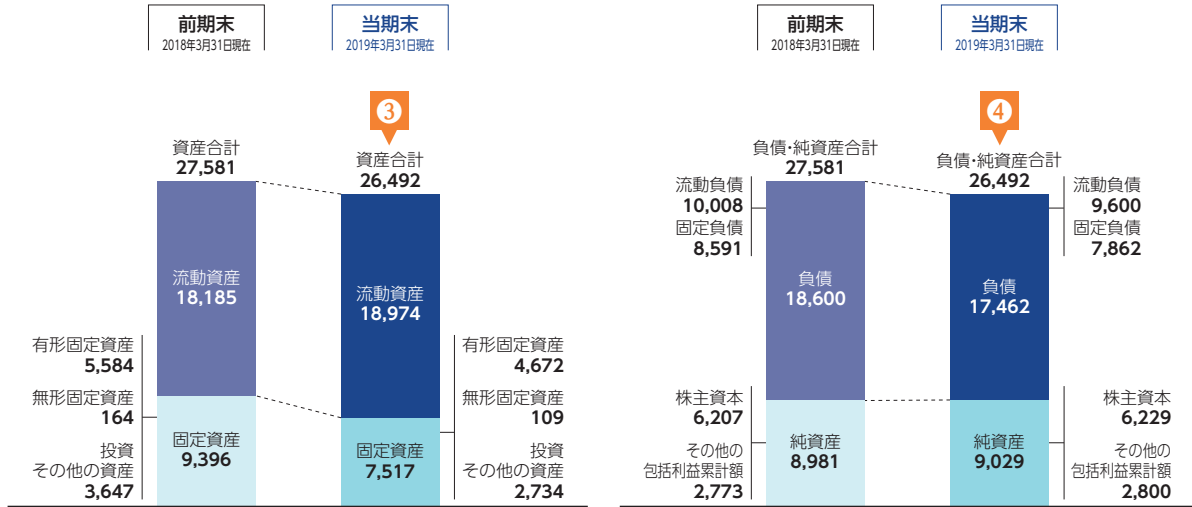 前期末
2018年3月31日現在
当期末
2019年3月31日現在
3
資産合計
27,581
資産合計
26,492
流動資産
18,185
流動資産
18,974
有形固定資産
5,584
無形固定資産
164
投資
その他の資産
3,647
固定資産
9,396
固定資産
7,517
有形固定資産
4,672
無形固定資産
109
投資
その他の資産
2,734
前期末
2018年3月31日現在
当期末
2019年3月31日現在
4
負債・純資産合計
27,581
負債・純資産合計
26,492
流動負債
10,008
固定負債
8,591
流動負債
9,600
固定負債
7,862
負債
18,600
負債
17,462
株主資本
6,207
その他の
包括利益累計額
2,773
純資産
8,981
純資産
9,029
株主資本
6,229
その他の
包括利益累計額
2,800